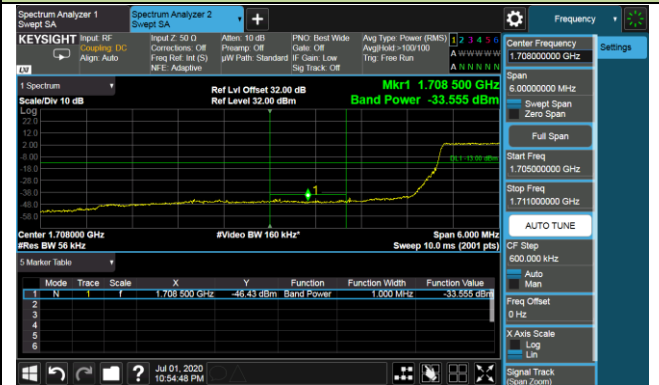 Spectrum Analyzer 1
Swept SA
Spectrum Analyzer 2
Swept SA
+
Frequency
KEYSIGHT
Input: RF
Coupling: DC
Align: Auto
Input Z: 50 Ω
Corrections: Off
Freq Ref: Int (S)
NFE: Adaptive
Atten: 10 dB
Preamp: Off
µW Path: Standard
PNO: Best Wide
Gate: Off
IF Gain: Low
Sig Track: Off
Avg Type: Power (RMS)
Avg|Hold:>100/100
Trig: Free Run
1 2 3 4 5 6
A W W W W W
A N N N N N
LXI
1 Spectrum
Scale/Div 10 dB
Ref Lvl Offset 32.00 dB
Ref Level 32.00 dBm
Mkr1 1.708 500 GHz
Band Power -33.555 dBm
Log
22.0
12.0
2.00
-8.00
-18.0
-28.0
-38.0
-48.0
-58.0
DL1 -13.00 dBm
1
Center 1.708000 GHz
#Res BW 56 kHz
#Video BW 160 kHz*
Span 6.000 MHz
Sweep 10.0 ms (2001 pts)
5 Marker Table
Mode Trace Scale X Y Function Function Width Function Value
1 N 1 f 1.708 500 GHz -46.43 dBm Band Power 1.000 MHz -33.555 dBm
2
3
4
5
6
Jul 01, 2020
10:54:48 PM
Center Frequency
1.708000000 GHz
Settings
Span
6.00000000 MHz
Swept Span
Zero Span
Full Span
Start Freq
1.705000000 GHz
Stop Freq
1.711000000 GHz
AUTO TUNE
CF Step
600.000 kHz
Auto
Man
Freq Offset
0 Hz
X Axis Scale
Log
Lin
Signal Track
(Span Zoom)